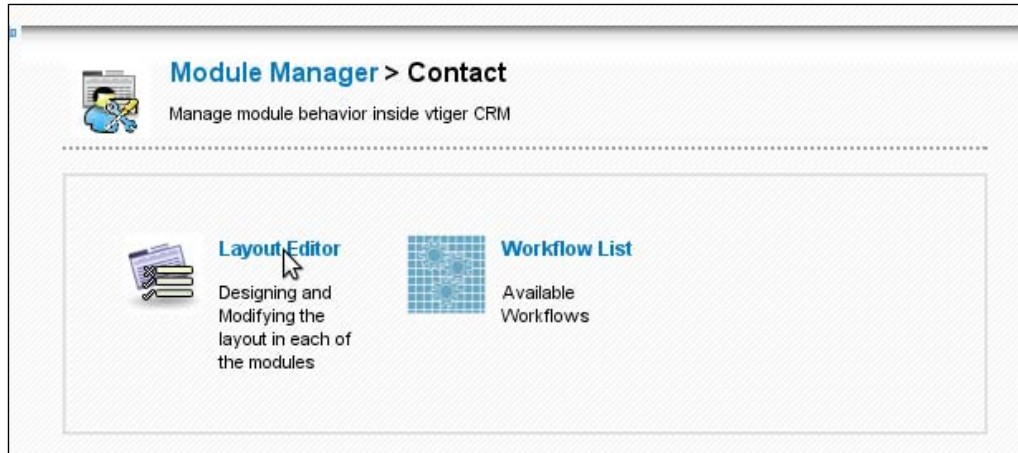 Module Manager > Contact
Manage module behavior inside vtiger CRM
Layout Editor
Designing and
Modifying the
layout in each of
the modules
Workflow List
Available
Workflows